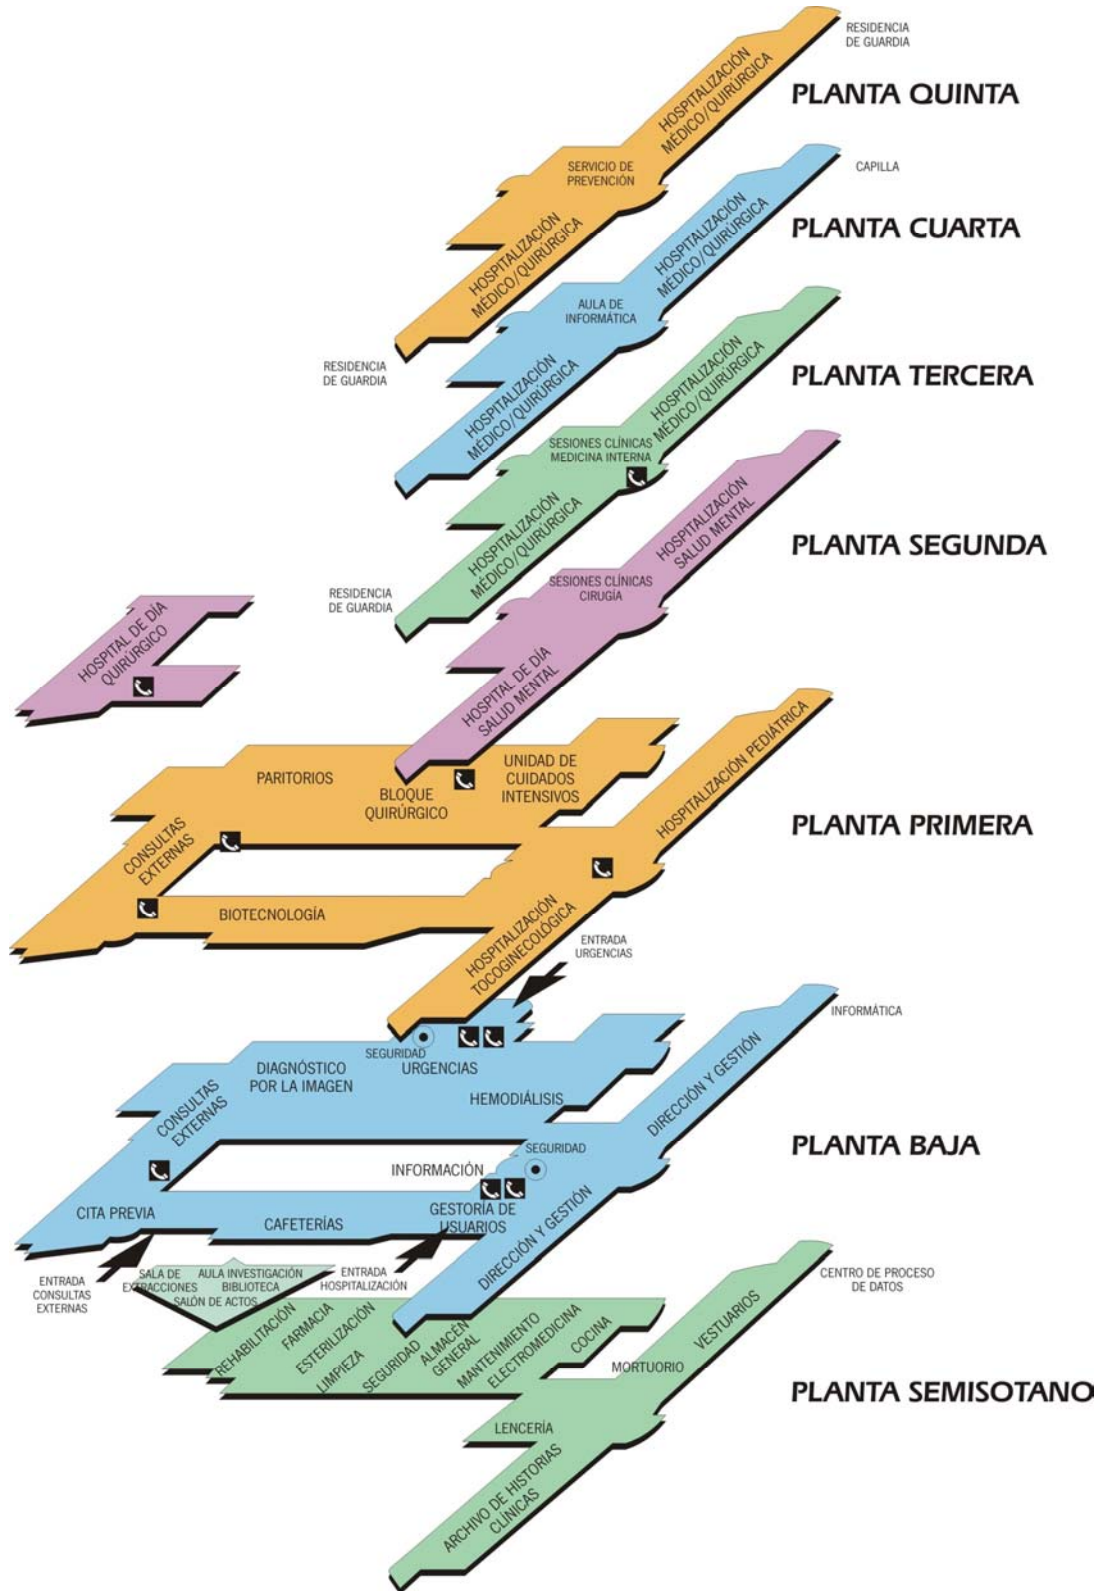 RESIDENCIA
DE GUARDIA
HOSPITALIZACIÓN
MÉDICO/QUIRÚRGICA
PLANTA QUINTA
SERVICIO DE
PREVENCIÓN
HOSPITALIZACIÓN
MÉDICO/QUIRÚRGICA
RESIDENCIA
DE GUARDIA
CAPILLA
HOSPITALIZACIÓN
MÉDICO/QUIRÚRGICA
PLANTA CUARTA
AULA DE
INFORMÁTICA
HOSPITALIZACIÓN
MÉDICO/QUIRÚRGICA
HOSPITALIZACIÓN
MÉDICO/QUIRÚRGICA
PLANTA TERCERA
SESIONES CLÍNICAS
MEDICINA INTERNA
HOSPITALIZACIÓN
MÉDICO/QUIRÚRGICA
RESIDENCIA
DE GUARDIA
HOSPITALIZACIÓN
SALUD MENTAL
PLANTA SEGUNDA
SESIONES CLÍNICAS
CIRUGÍA
HOSPITAL DE DÍA
SALUD MENTAL
HOSPITAL DE DÍA
QUIRÚRGICO
HOSPITALIZACIÓN PEDIÁTRICA
PARITORIOS
BLOQUE
QUIRÚRGICO
UNIDAD DE
CUIDADOS
INTENSIVOS
PLANTA PRIMERA
CONSULTAS
EXTERNAS
BIOTECNOLOGÍA
HOSPITALIZACIÓN
TOCOGINECOLÓGICA
ENTRADA
URGENCIAS
INFORMÁTICA
SEGURIDAD
URGENCIAS
DIAGNÓSTICO
POR LA IMAGEN
HEMODIÁLISIS
DIRECCIÓN Y GESTIÓN
CONSULTAS
EXTERNAS
PLANTA BAJA
SEGURIDAD
INFORMACIÓN
CITA PREVIA
CAFETERÍAS
GESTORÍA DE
USUARIOS
DIRECCIÓN Y GESTIÓN
ENTRADA
CONSULTAS
EXTERNAS
ENTRADA
HOSPITALIZACIÓN
SALA DE
EXTRACCIONES
AULA INVESTIGACIÓN
BIBLIOTECA
SALÓN DE ACTOS
CENTRO DE PROCESO
DE DATOS
REHABILITACIÓN
FARMACIA
ESTERILIZACIÓN
LIMPIEZA
SEGURIDAD
ALMACÉN
GENERAL
MANTENIMIENTO
ELECTROMEDICINA
COCINA
MORTUORIO
VESTUARIOS
PLANTA SEMISOTANO
LENCERÍA
ARCHIVO DE HISTORIAS
CLÍNICAS